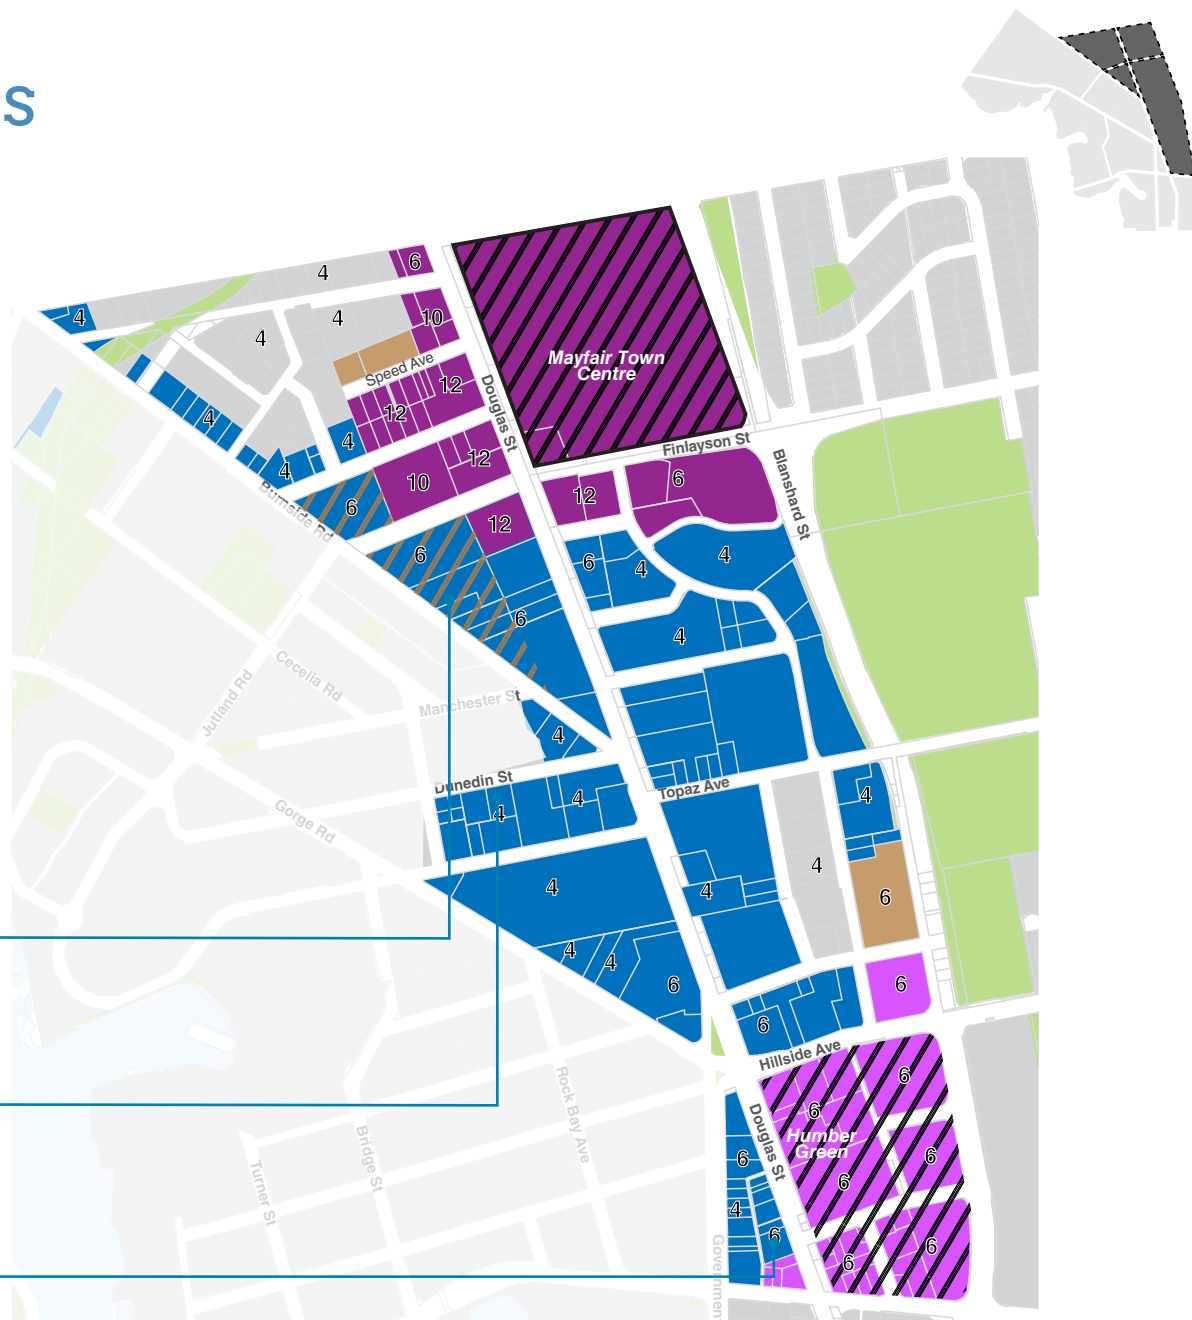 s
4
6
4
4
10
4
Speed Ave
12
12
Mayfair Town
Centre
Douglas St
4
4
Finlayson St
12
6
4
10
12
Blanshard St
Burnside Rd
6
12
6
6
4
4
6
4
Cecelia Rd
Jutland Rd
Manchester St
4
Dunedin St
4
4
Topaz Ave
4
Gorge Rd
4
4
4
6
4
4
6
6
6
Hillside Ave
6
Rock Bay Ave
Douglas St
6
Humber
Green
Bridge St
6
6
6
Turner St
4
6
6
6
Governmen